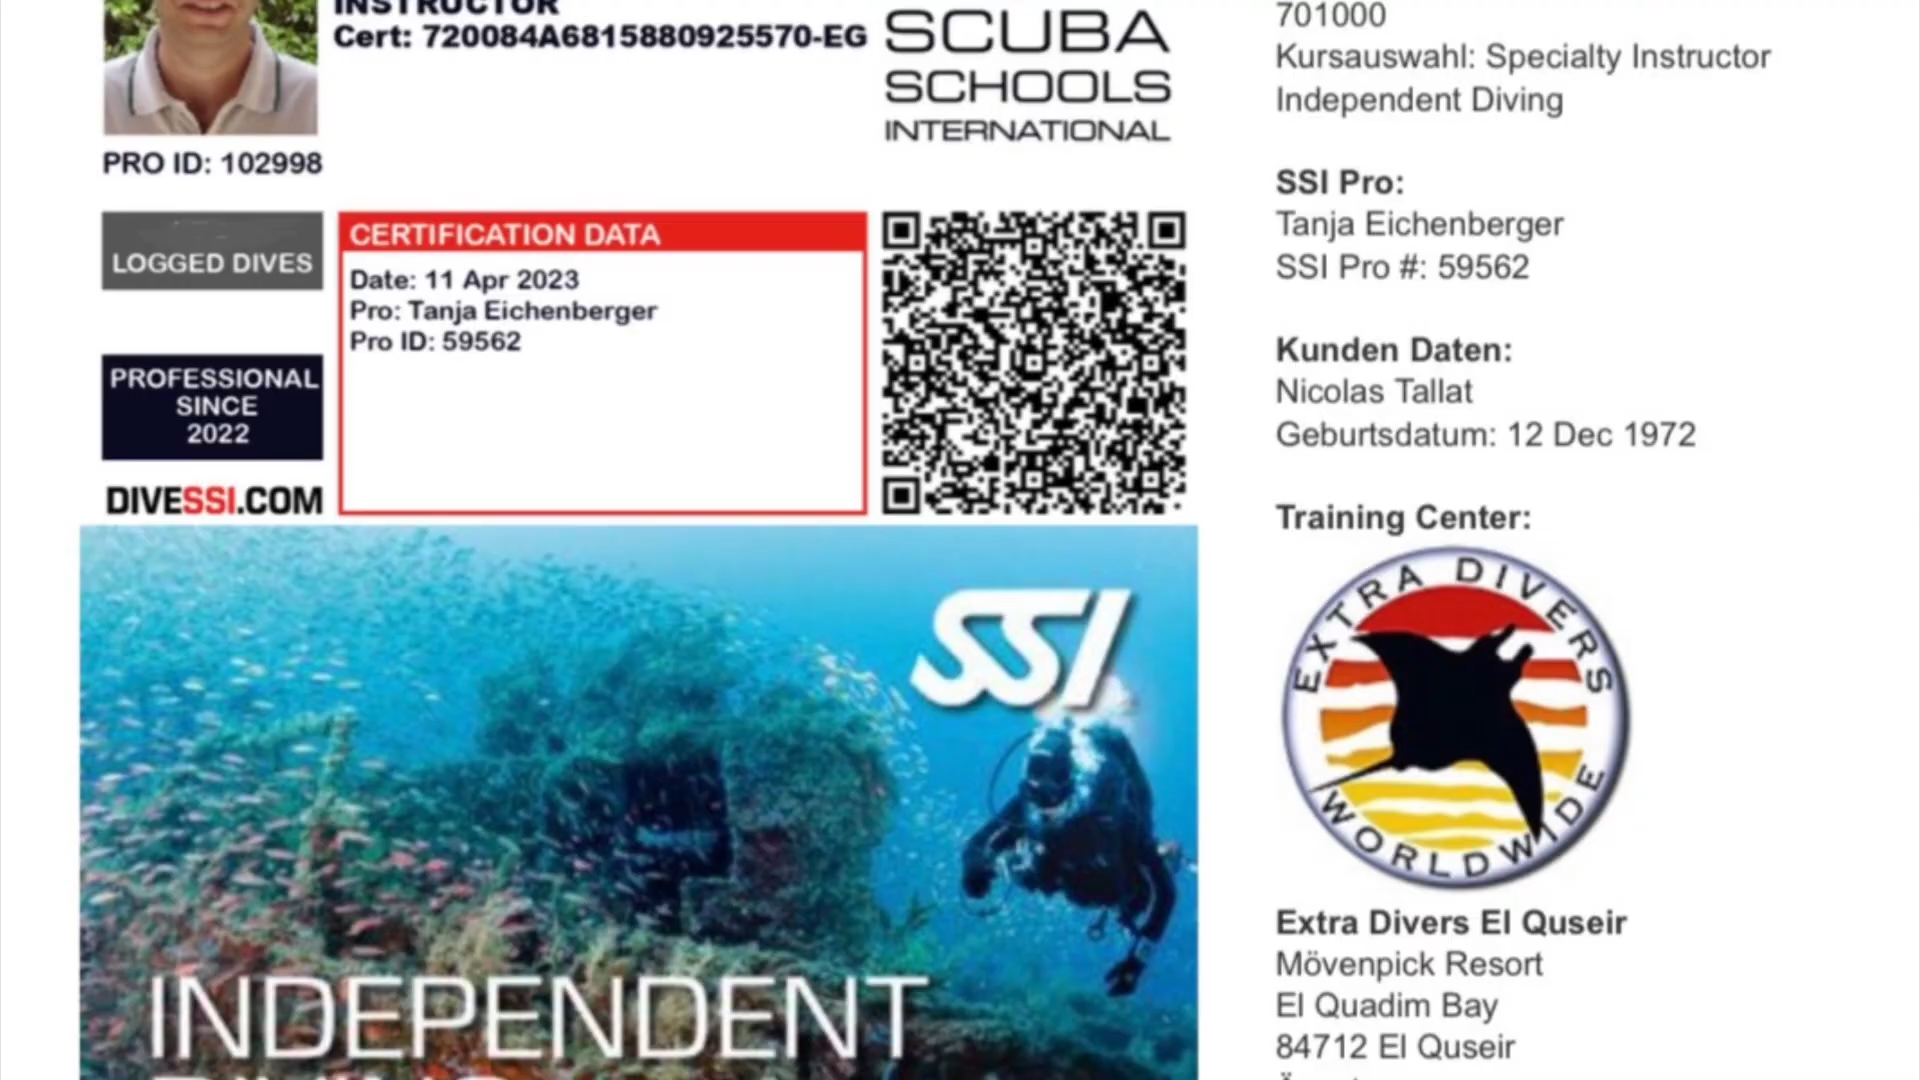 INSTRUCTOR
Cert: 720084A6815880925570-EG
SCUBA
SCHOOLS
INTERNATIONAL
PRO ID: 102998
LOGGED DIVES
CERTIFICATION DATA
Date: 11 Apr 2023
Pro: Tanja Eichenberger
Pro ID: 59562
PROFESSIONAL
SINCE
2022
DIVESSI.COM
SSI
INDEPENDENT
701000
Kursauswahl: Specialty Instructor
Independent Diving
SSI Pro:
Tanja Eichenberger
SSI Pro #: 59562
Kunden Daten:
Nicolas Tallat
Geburtsdatum: 12 Dec 1972
Training Center:
EXTRA DIVERS
WORLDWIDE
Extra Divers El Quseir
Mövenpick Resort
El Quadim Bay
84712 El Quseir